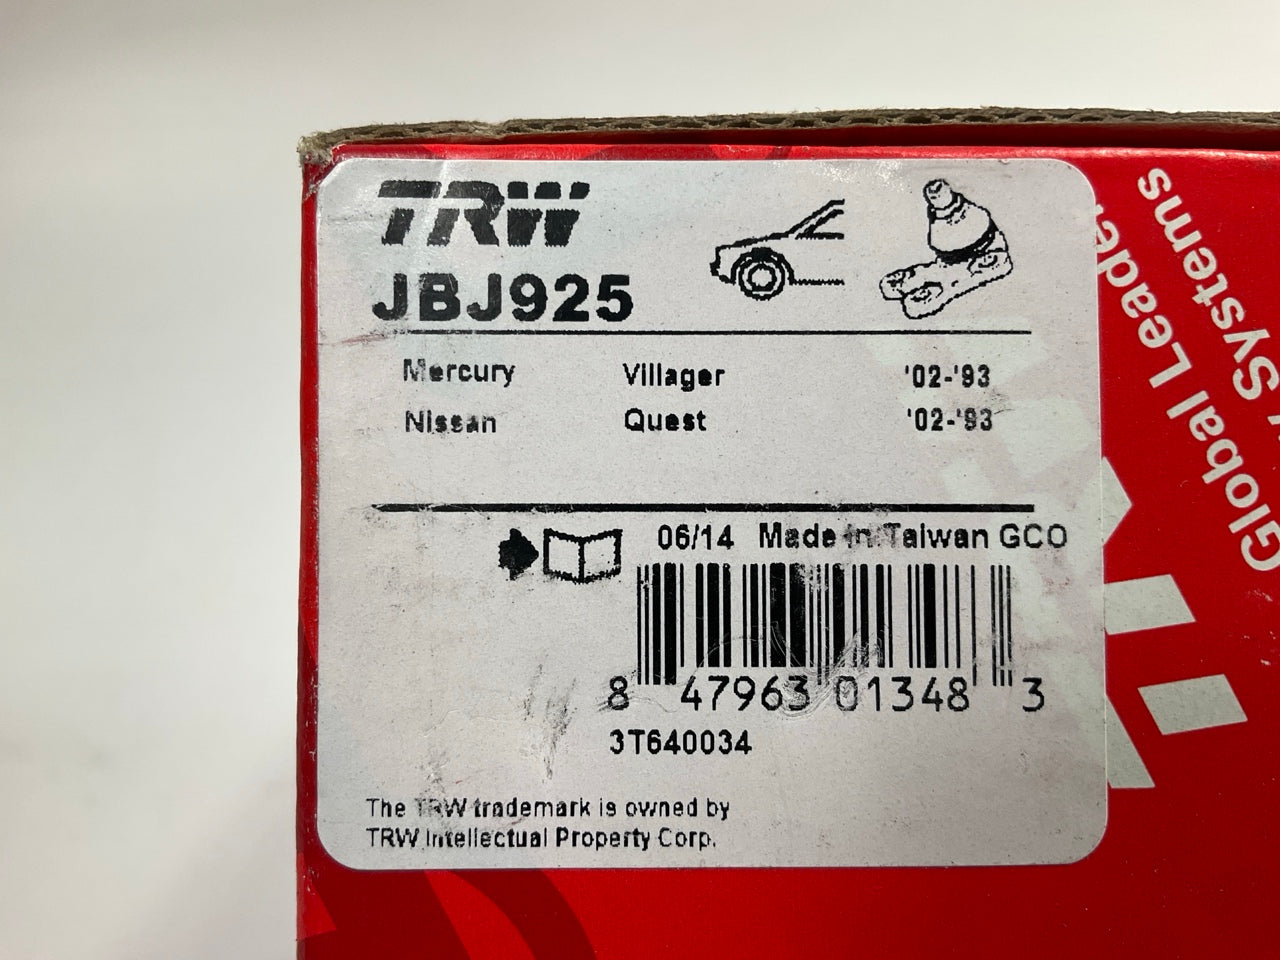 TRW
JBJ925
Mercury Villager '02-'93
Nissan Quest '02-'93
06/14 Made in Taiwan GCO
8 47963 01348 3
3T640034
The TRW trademark is owned by
TRW Intellectual Property Corp.
Global Leader
Systems